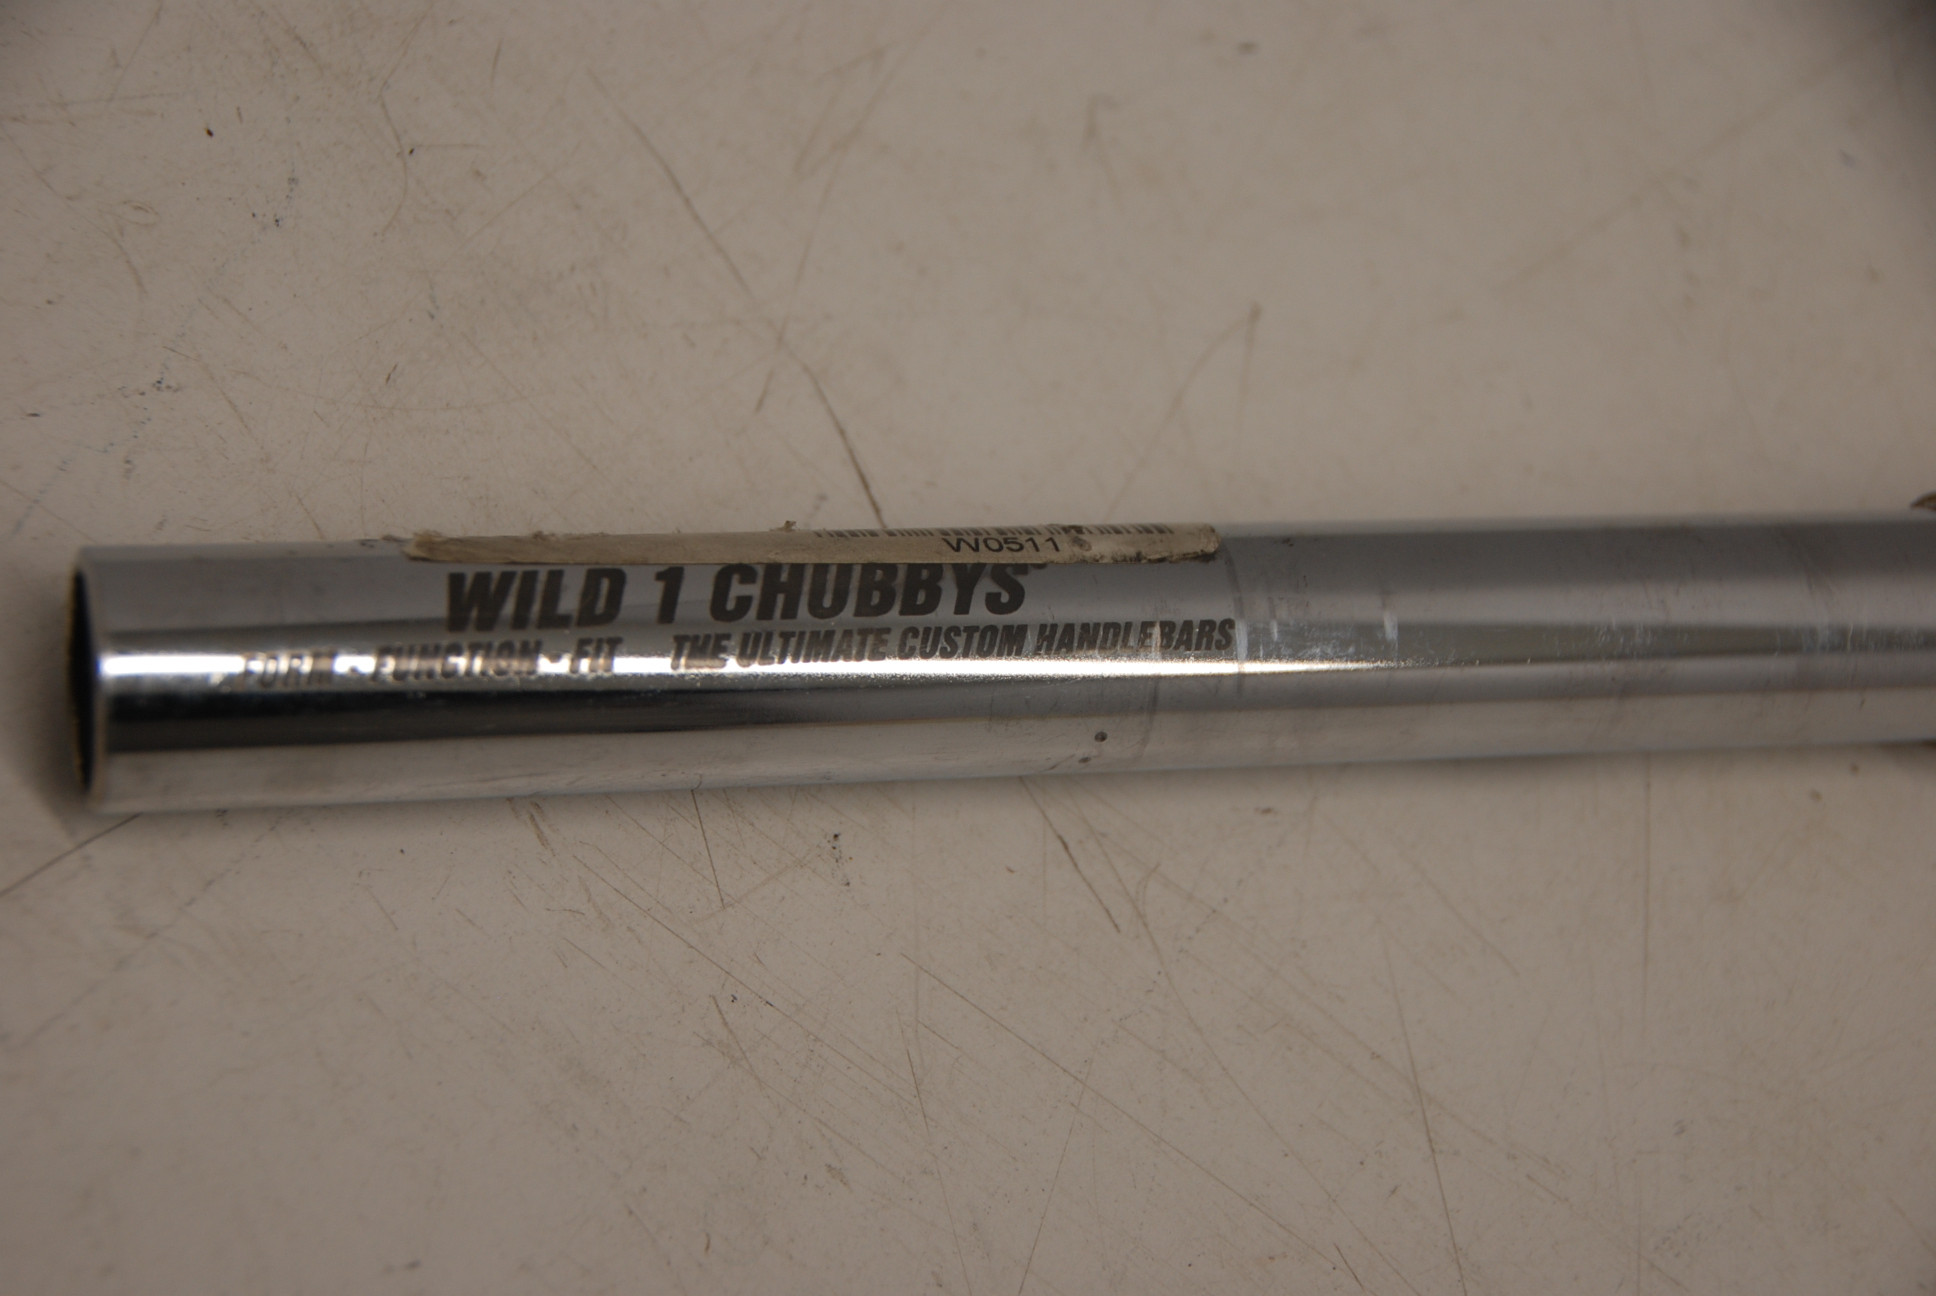 W0511
WILD 1 CHUBBYS
FORM - FUNCTION - FIT THE ULTIMATE CUSTOM HANDLEBARS